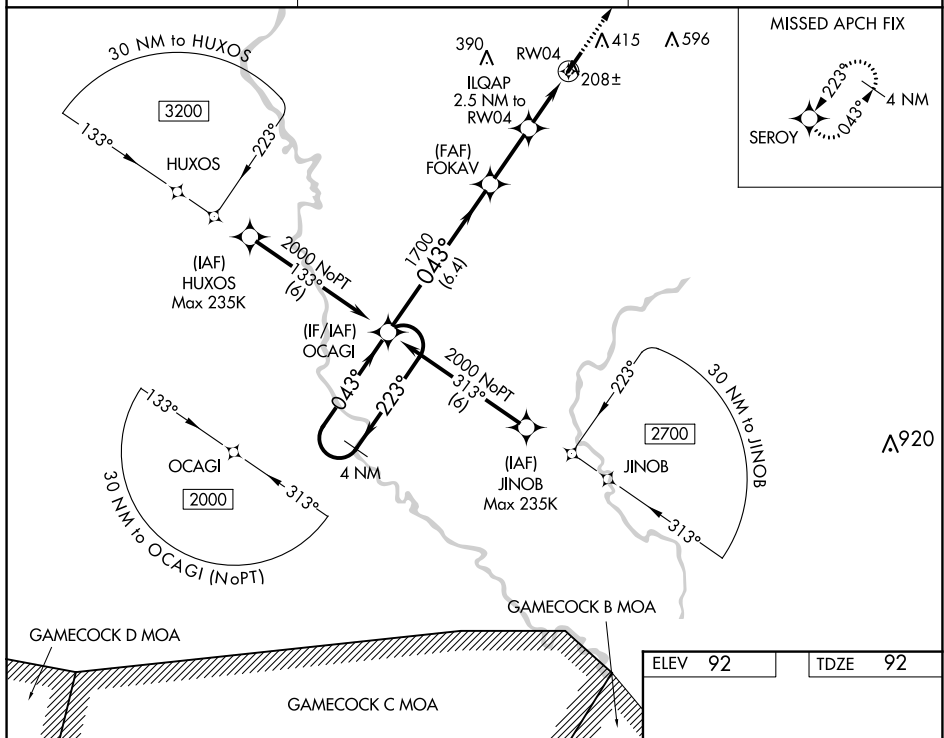 30 NM to HUXOS
3200
133°
223°
HUXOS
390
RW04
415
596
208±
ILQAP
2.5 NM to
RW04
(FAF)
FOKAV
MISSED APCH FIX
223°
043°
4 NM
SEROY
(IAF)
HUXOS
Max 235K
2000 NoPT
133°
(6)
1700
043°
(6.4)
(IF/IAF)
OCAGI
043°
223°
4 NM
2000 NoPT
313°
(6)
(IAF)
JINOB
Max 235K
223°
30 NM to JINOB
2700
JINOB
313°
920
133°
OCAGI
2000
313°
30 NM to OCAGI (NoPT)
GAMECOCK D MOA
GAMECOCK B MOA
GAMECOCK C MOA
ELEV 92
TDZE 92